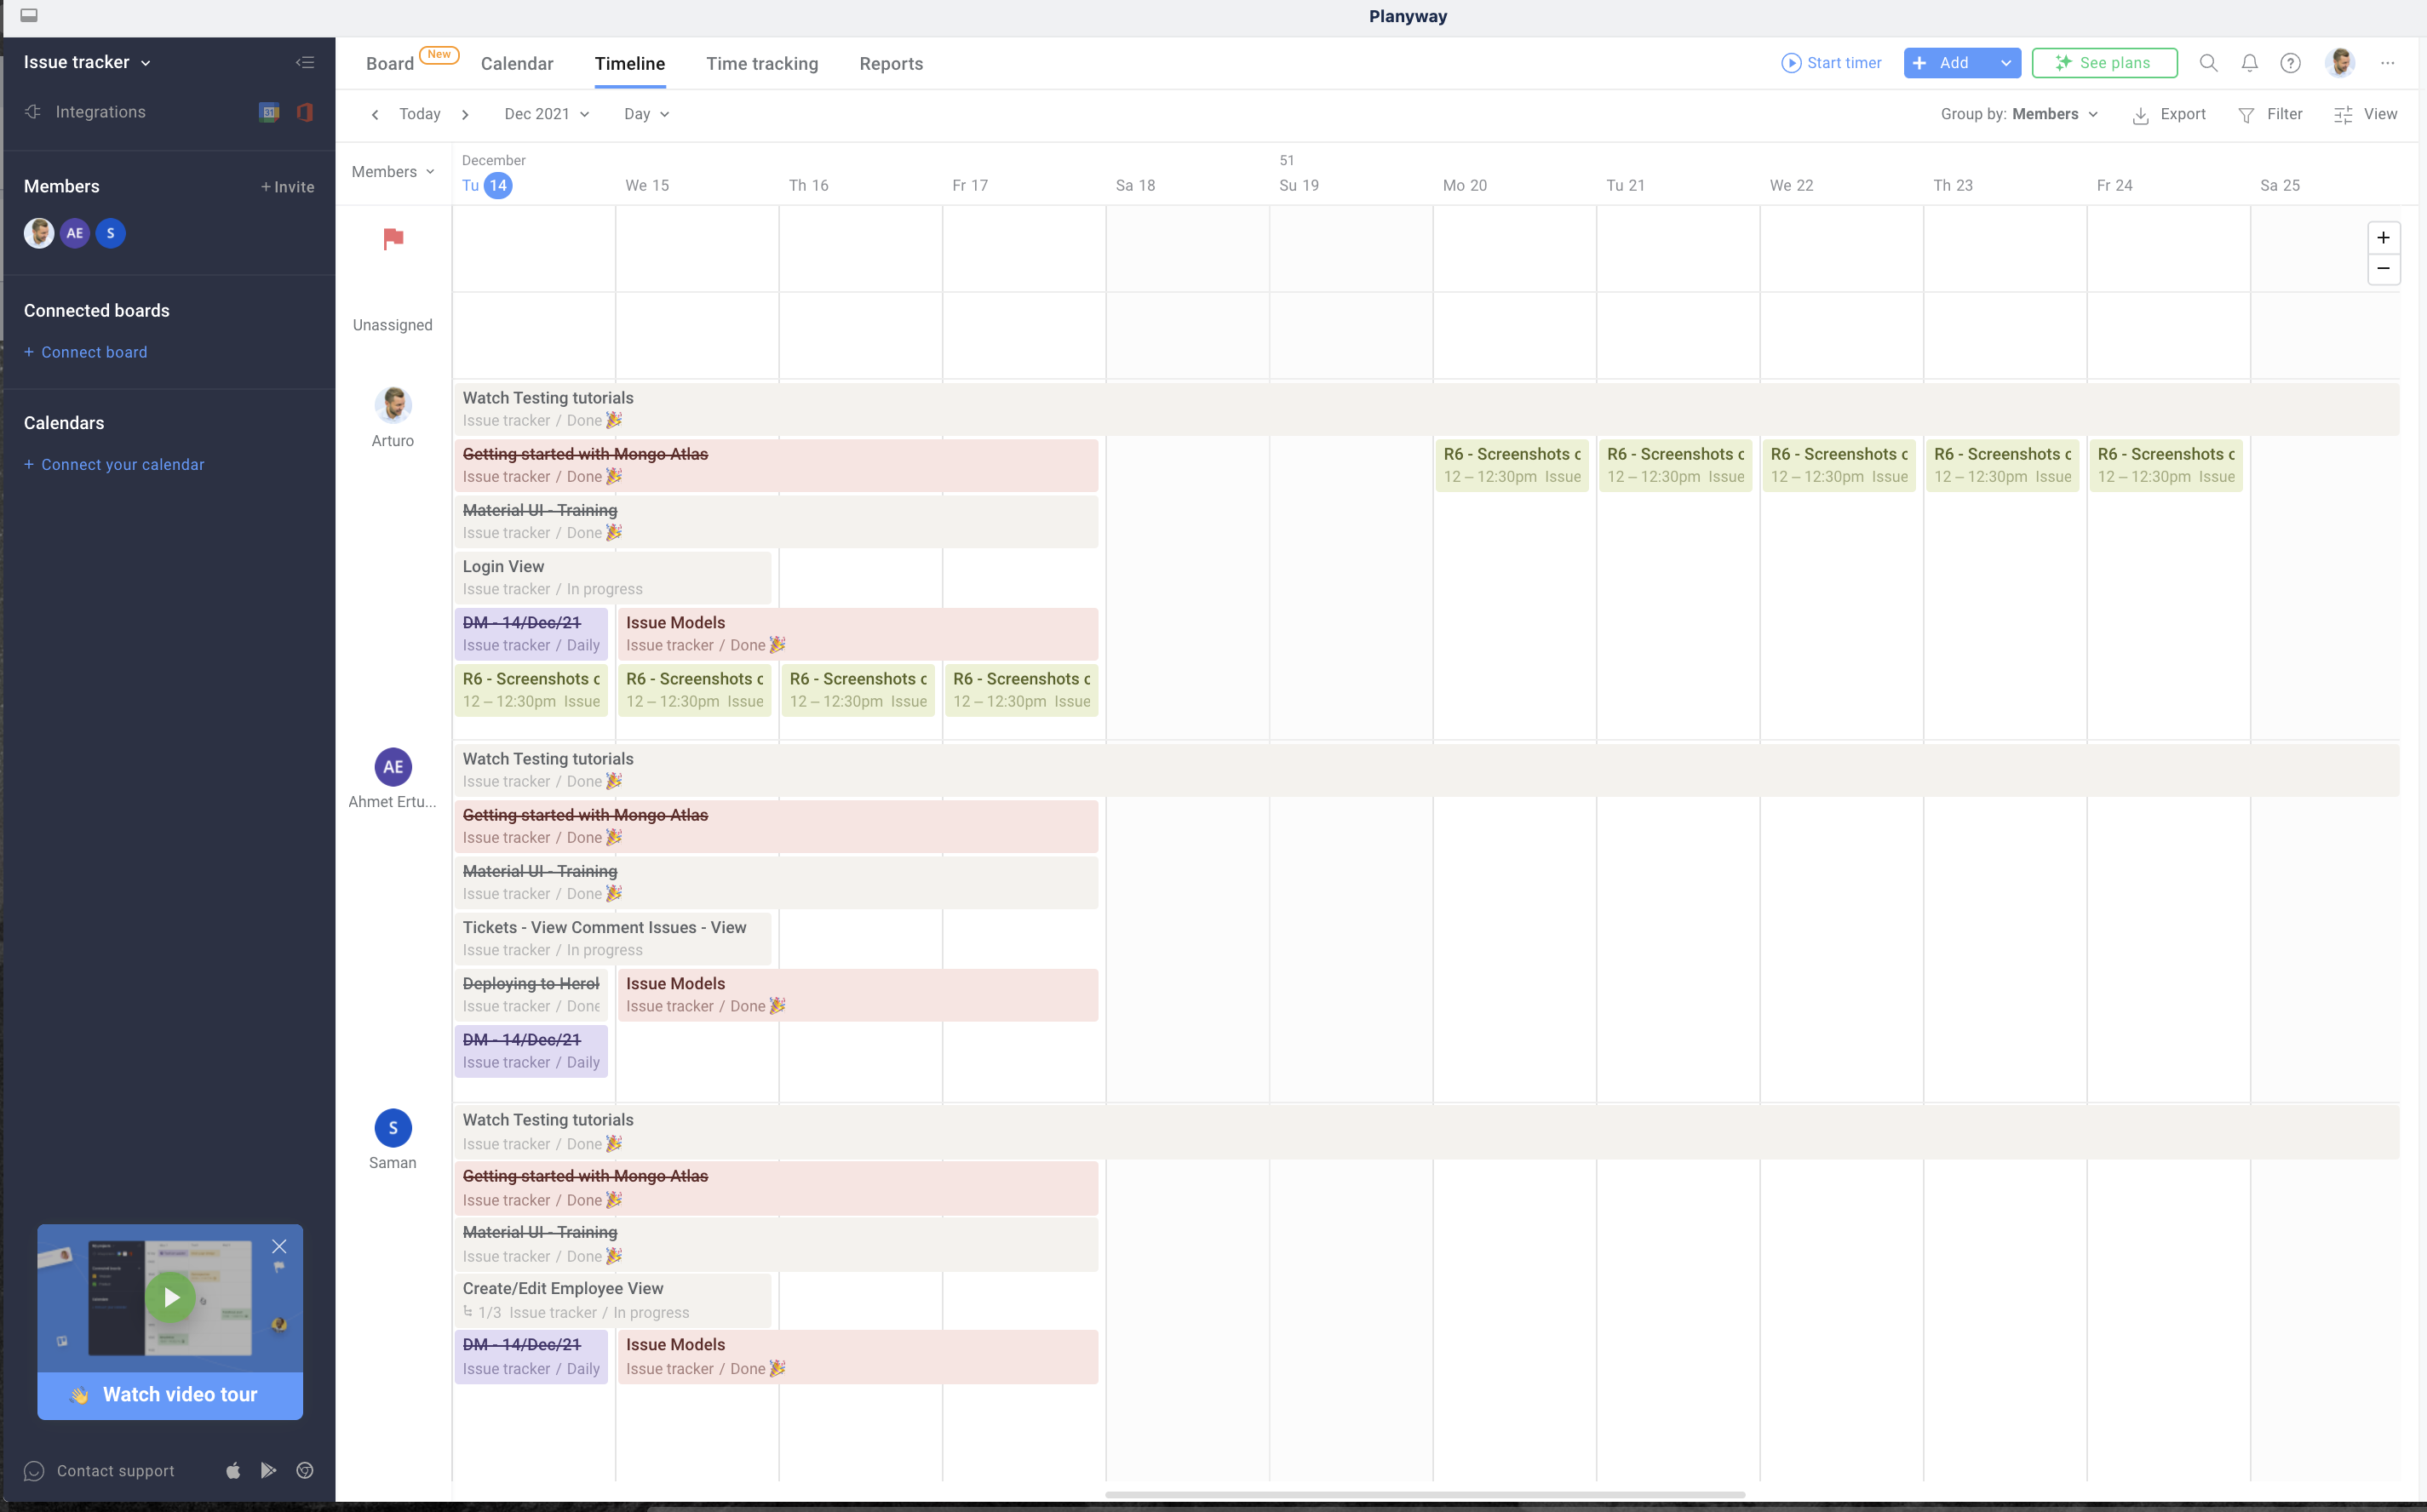 Planyway
Issue tracker
Integrations
31
Members
+ Invite
AE
S
Connected boards
+ Connect board
Calendars
+ Connect your calendar
Watch video tour
Contact support
Board New Calendar Timeline Time tracking Reports
Start timer
+ Add
See plans
Today Dec 2021 Day
Group by: Members Export Filter View
Members
December 51
Tu 14 We 15 Th 16 Fr 17 Sa 18 Su 19 Mo 20 Tu 21 We 22 Th 23 Fr 24 Sa 25
+
−
Unassigned
Arturo
Watch Testing tutorials
Issue tracker / Done 🎉
Getting started with Mongo Atlas
Issue tracker / Done 🎉
R6 - Screenshots c R6 - Screenshots c R6 - Screenshots c R6 - Screenshots c R6 - Screenshots c
12 – 12:30pm Issue 12 – 12:30pm Issue 12 – 12:30pm Issue 12 – 12:30pm Issue 12 – 12:30pm Issue
Material UI - Training
Issue tracker / Done 🎉
Login View
Issue tracker / In progress
DM - 14/Dec/21 Issue Models
Issue tracker / Daily Issue tracker / Done 🎉
R6 - Screenshots c R6 - Screenshots c R6 - Screenshots c R6 - Screenshots c
12 – 12:30pm Issue 12 – 12:30pm Issue 12 – 12:30pm Issue 12 – 12:30pm Issue
AE
Ahmet Ertu...
Watch Testing tutorials
Issue tracker / Done 🎉
Getting started with Mongo Atlas
Issue tracker / Done 🎉
Material UI - Training
Issue tracker / Done 🎉
Tickets - View Comment Issues - View
Issue tracker / In progress
Deploying to Herol Issue Models
Issue tracker / Done Issue tracker / Done 🎉
DM - 14/Dec/21
Issue tracker / Daily
S
Saman
Watch Testing tutorials
Issue tracker / Done 🎉
Getting started with Mongo Atlas
Issue tracker / Done 🎉
Material UI - Training
Issue tracker / Done 🎉
Create/Edit Employee View
1/3 Issue tracker / In progress
DM - 14/Dec/21 Issue Models
Issue tracker / Daily Issue tracker / Done 🎉